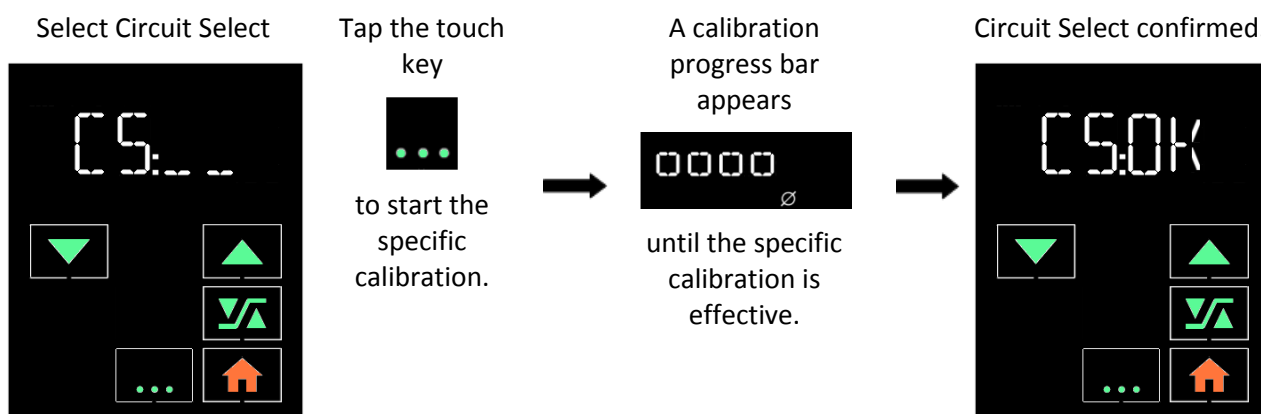 Select Circuit Select
CS:_ _
Tap the touch
key
to start the
specific
calibration.
A calibration
progress bar
appears
oooo
Ø
until the specific
calibration is
effective.
Circuit Select confirmed
CS:OK